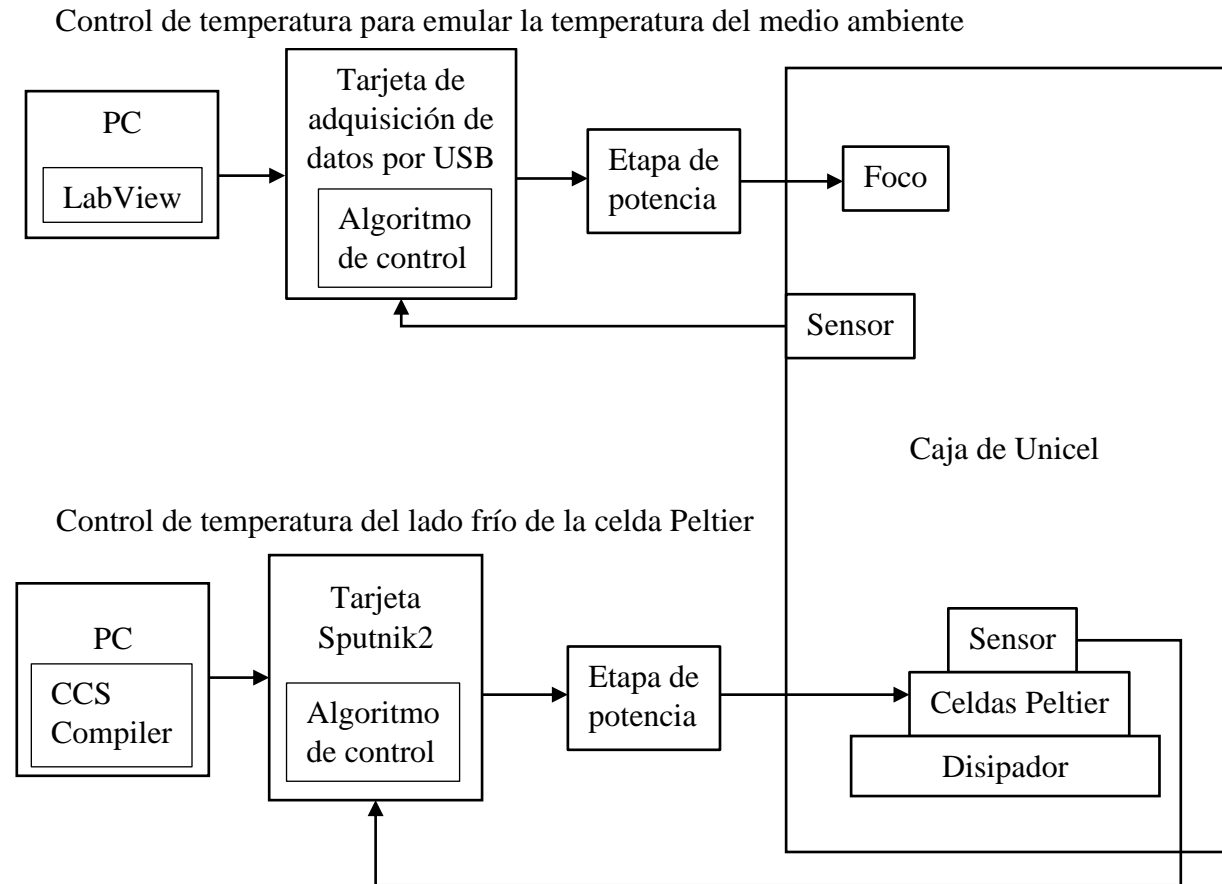 Control de temperatura para emular la temperatura del medio ambiente
PC
LabView
Tarjeta de
adquisición de
datos por USB
Algoritmo
de control
Etapa de
potencia
Foco
Sensor
Caja de Unicel
Control de temperatura del lado frío de la celda Peltier
PC
CCS
Compiler
Tarjeta
Sputnik2
Algoritmo
de control
Etapa de
potencia
Sensor
Celdas Peltier
Disipador